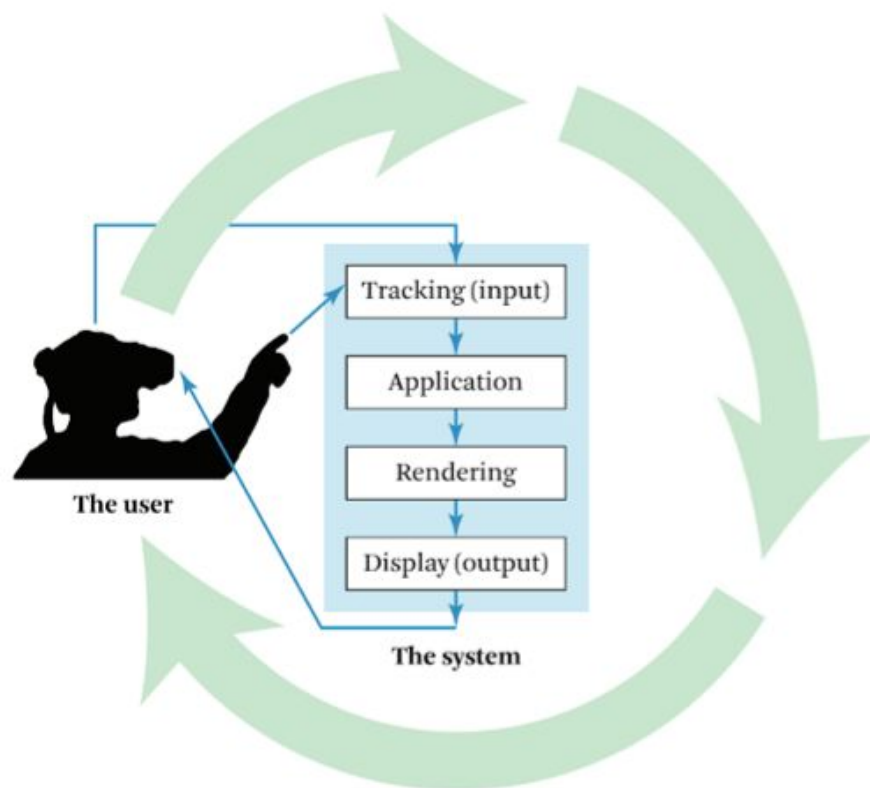 Tracking (input)
Application
Rendering
The user
Display (output)
The system